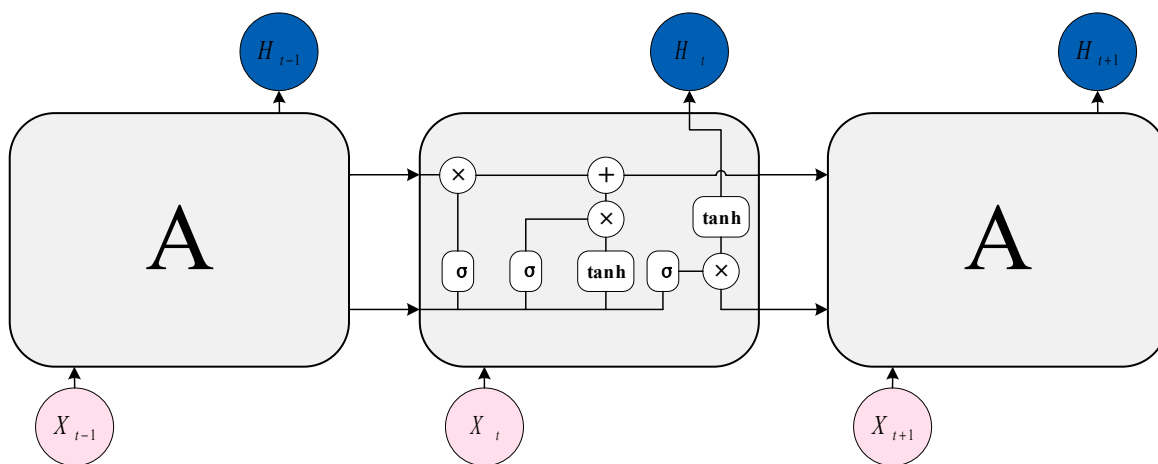 H t-1
H t
H t+1
A
× +
×
tanh
σ σ tanh σ ×
A
X t-1
X t
X t+1